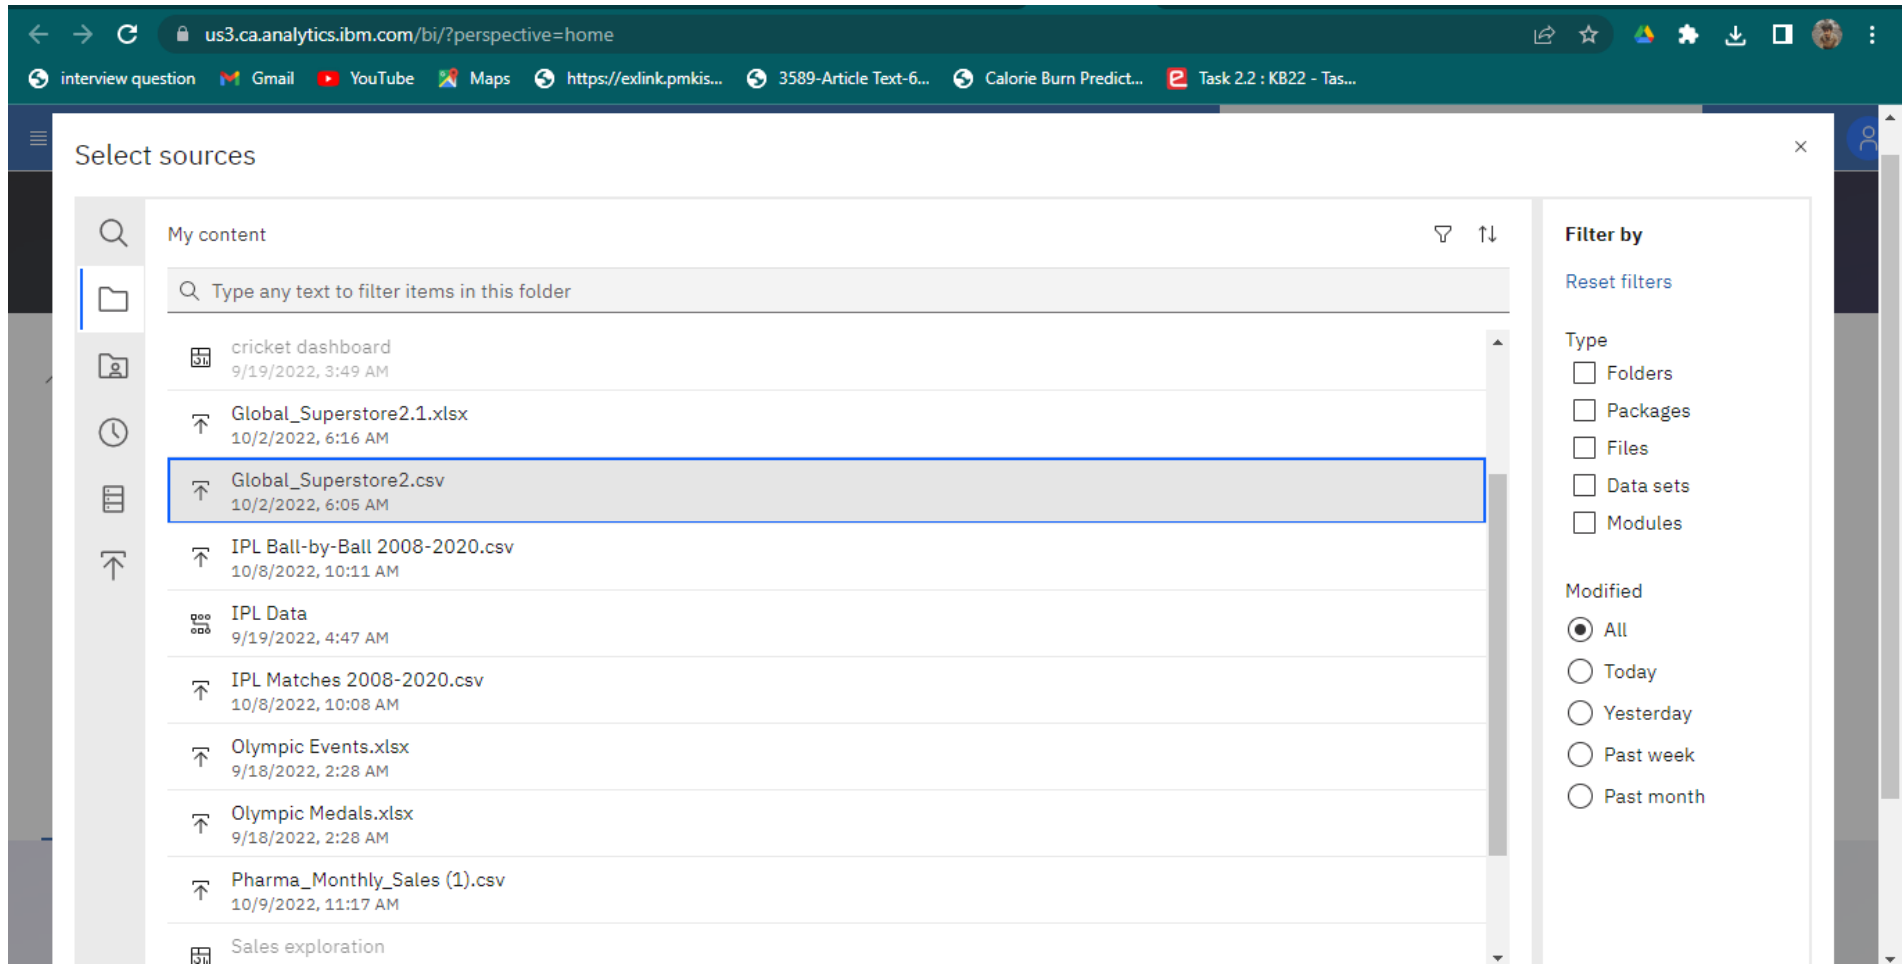 us3.ca.analytics.ibm.com/bi/?perspective=home
interview question Gmail YouTube Maps https://exlink.pmkis... 3589-Article Text-6... Calorie Burn Predict... Task 2.2 : KB22 - Tas...
Select sources
My content
Type any text to filter items in this folder
cricket dashboard
9/19/2022, 3:49 AM
Global_Superstore2.1.xlsx
10/2/2022, 6:16 AM
Global_Superstore2.csv
10/2/2022, 6:05 AM
IPL Ball-by-Ball 2008-2020.csv
10/8/2022, 10:11 AM
IPL Data
9/19/2022, 4:47 AM
IPL Matches 2008-2020.csv
10/8/2022, 10:08 AM
Olympic Events.xlsx
9/18/2022, 2:28 AM
Olympic Medals.xlsx
9/18/2022, 2:28 AM
Pharma_Monthly_Sales (1).csv
10/9/2022, 11:17 AM
Sales exploration
Filter by
Reset filters
Type
Folders
Packages
Files
Data sets
Modules
Modified
All
Today
Yesterday
Past week
Past month